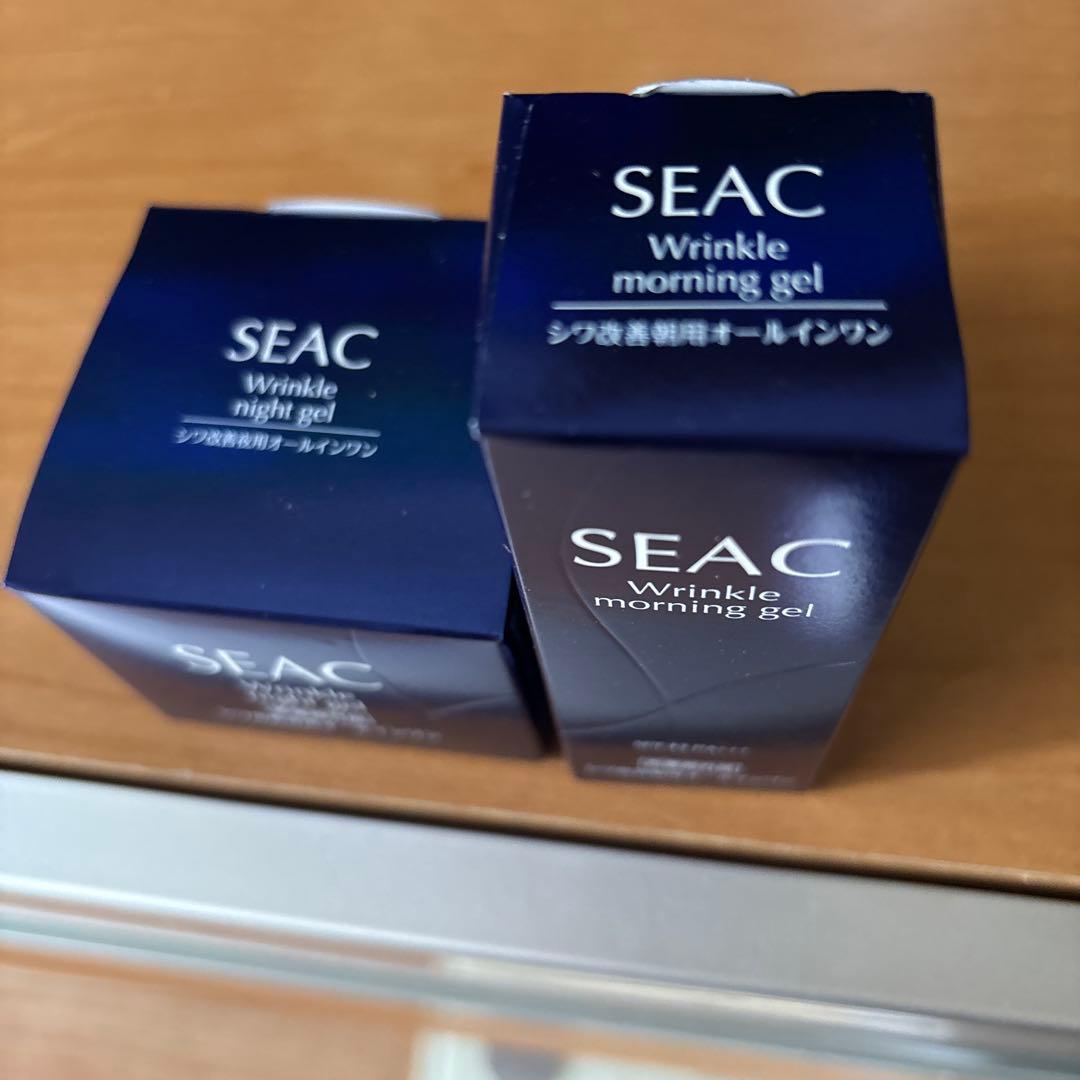 SEAC
Wrinkle
night gel
シワ改善夜用オールインワン
SEAC
Wrinkle
SEAC
Wrinkle
morning gel
シワ改善朝用オールインワン
SEAC
Wrinkle
morning gel